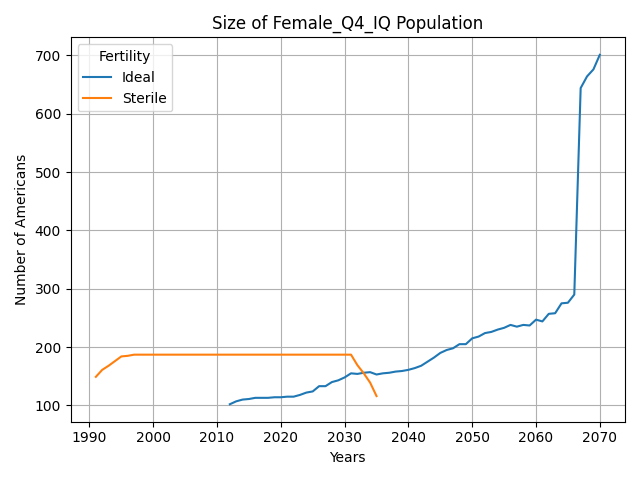 Size of Female_Q4_IQ Population
Fertility
Ideal
Sterile
Number of Americans
700
600
500
400
300
200
100
1990 2000 2010 2020 2030 2040 2050 2060 2070
Years